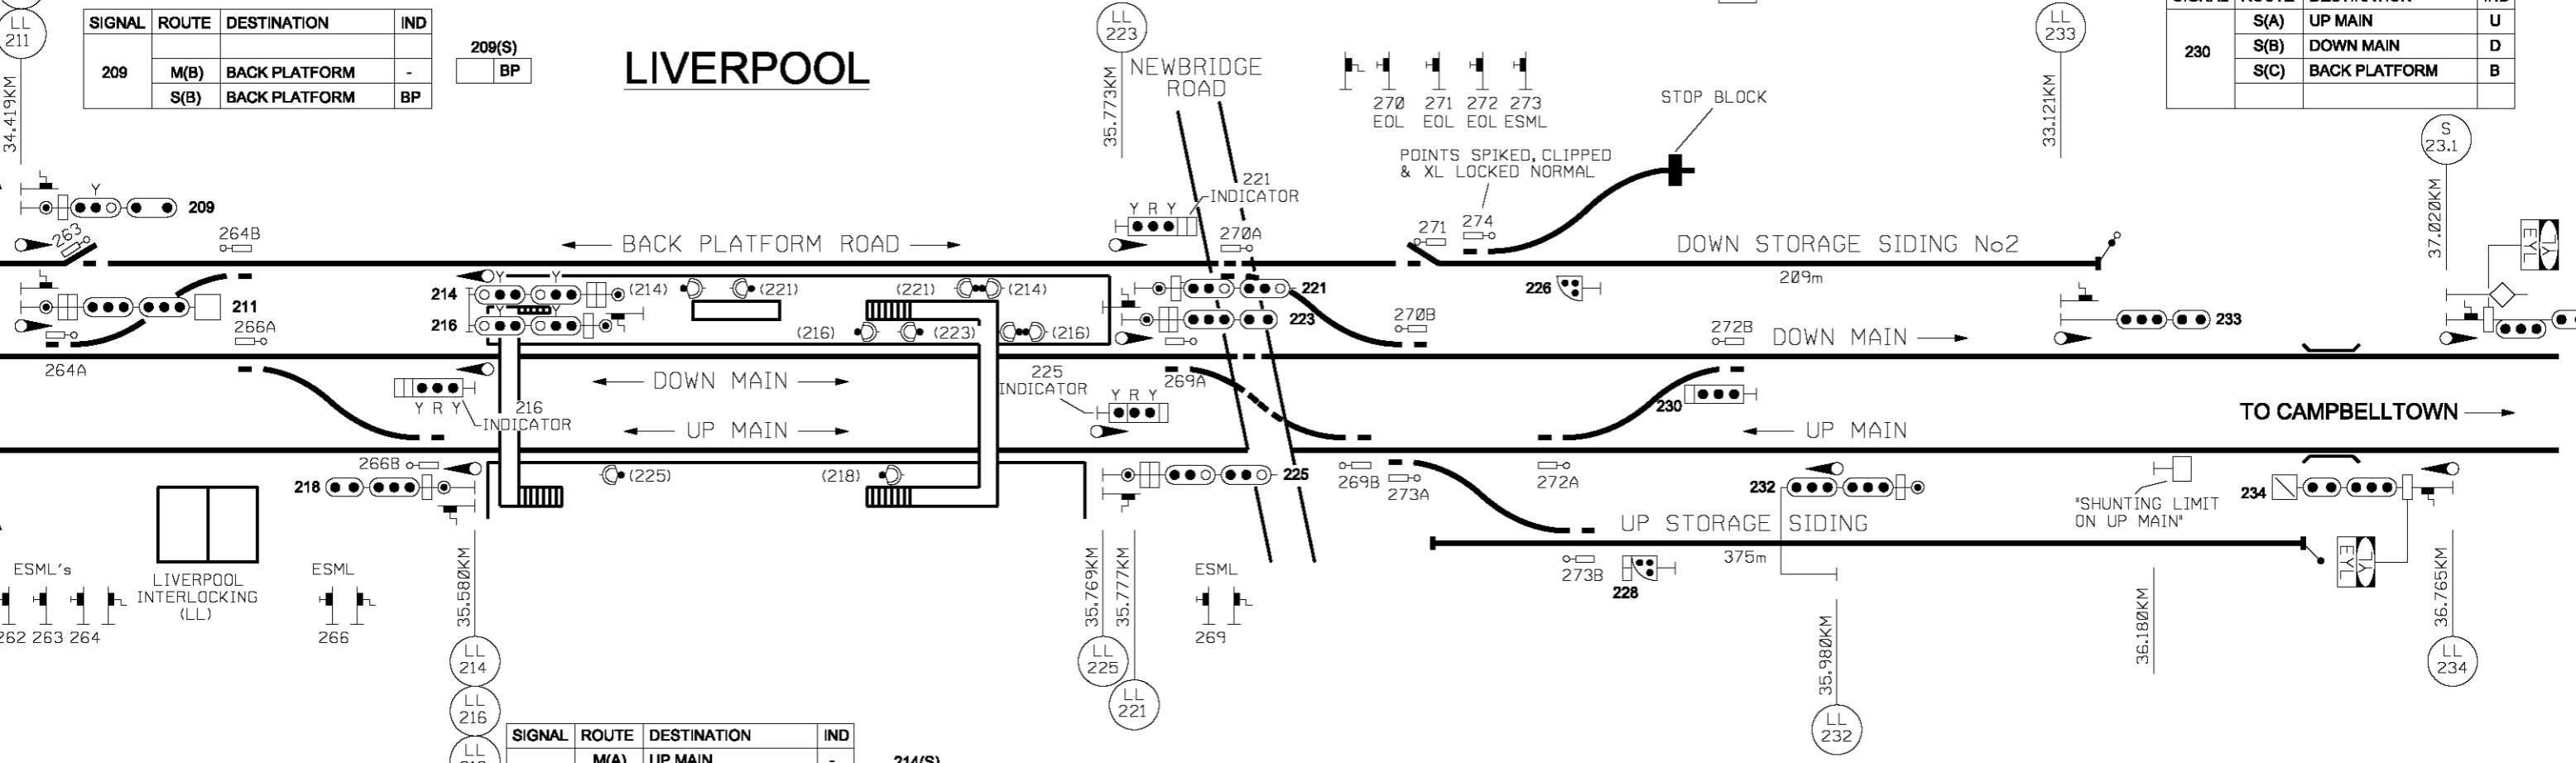 LL
211
34.419KM
SIGNAL ROUTE DESTINATION IND
209
M(B) BACK PLATFORM -
S(B) BACK PLATFORM BP
209(S)
BP
LIVERPOOL
LL
223
35.773KM
NEWBRIDGE
ROAD
270 271 272 273
EOL EOL EOL ESML
STOP BLOCK
POINTS SPIKED, CLIPPED
& XL LOCKED NORMAL
LL
233
33.121KM
S(A) UP MAIN U
230
S(B) DOWN MAIN D
S(C) BACK PLATFORM B
S
23.1
37.020KM
Y
209
263
264B
BACK PLATFORM ROAD
Y R Y
221
INDICATOR
270A
271
274
DOWN STORAGE SIDING No2
209m
211
266A
264A
214
Y Y
(214)
(221)
(221)
(214)
216
Y Y
(216)
(223)
(216)
221
223
270B
226
272B
DOWN MAIN
233
DOWN MAIN
Y R Y
216
INDICATOR
225
INDICATOR
Y R Y
269A
230
TO CAMPBELLTOWN
UP MAIN
UP MAIN
266B
218
(225)
(218)
225
269B
273A
272A
232
"SHUNTING LIMIT
ON UP MAIN"
234
UP STORAGE SIDING
375m
273B
228
ESML's
262 263 264
LIVERPOOL
INTERLOCKING
(LL)
ESML
266
35.580KM
35.769KM
35.777KM
ESML
269
35.980KM
36.180KM
36.765KM
LL
214
LL
216
LL
LL
225
LL
221
LL
232
LL
234
SIGNAL ROUTE DESTINATION IND
M(A) UP MAIN -
214(S)